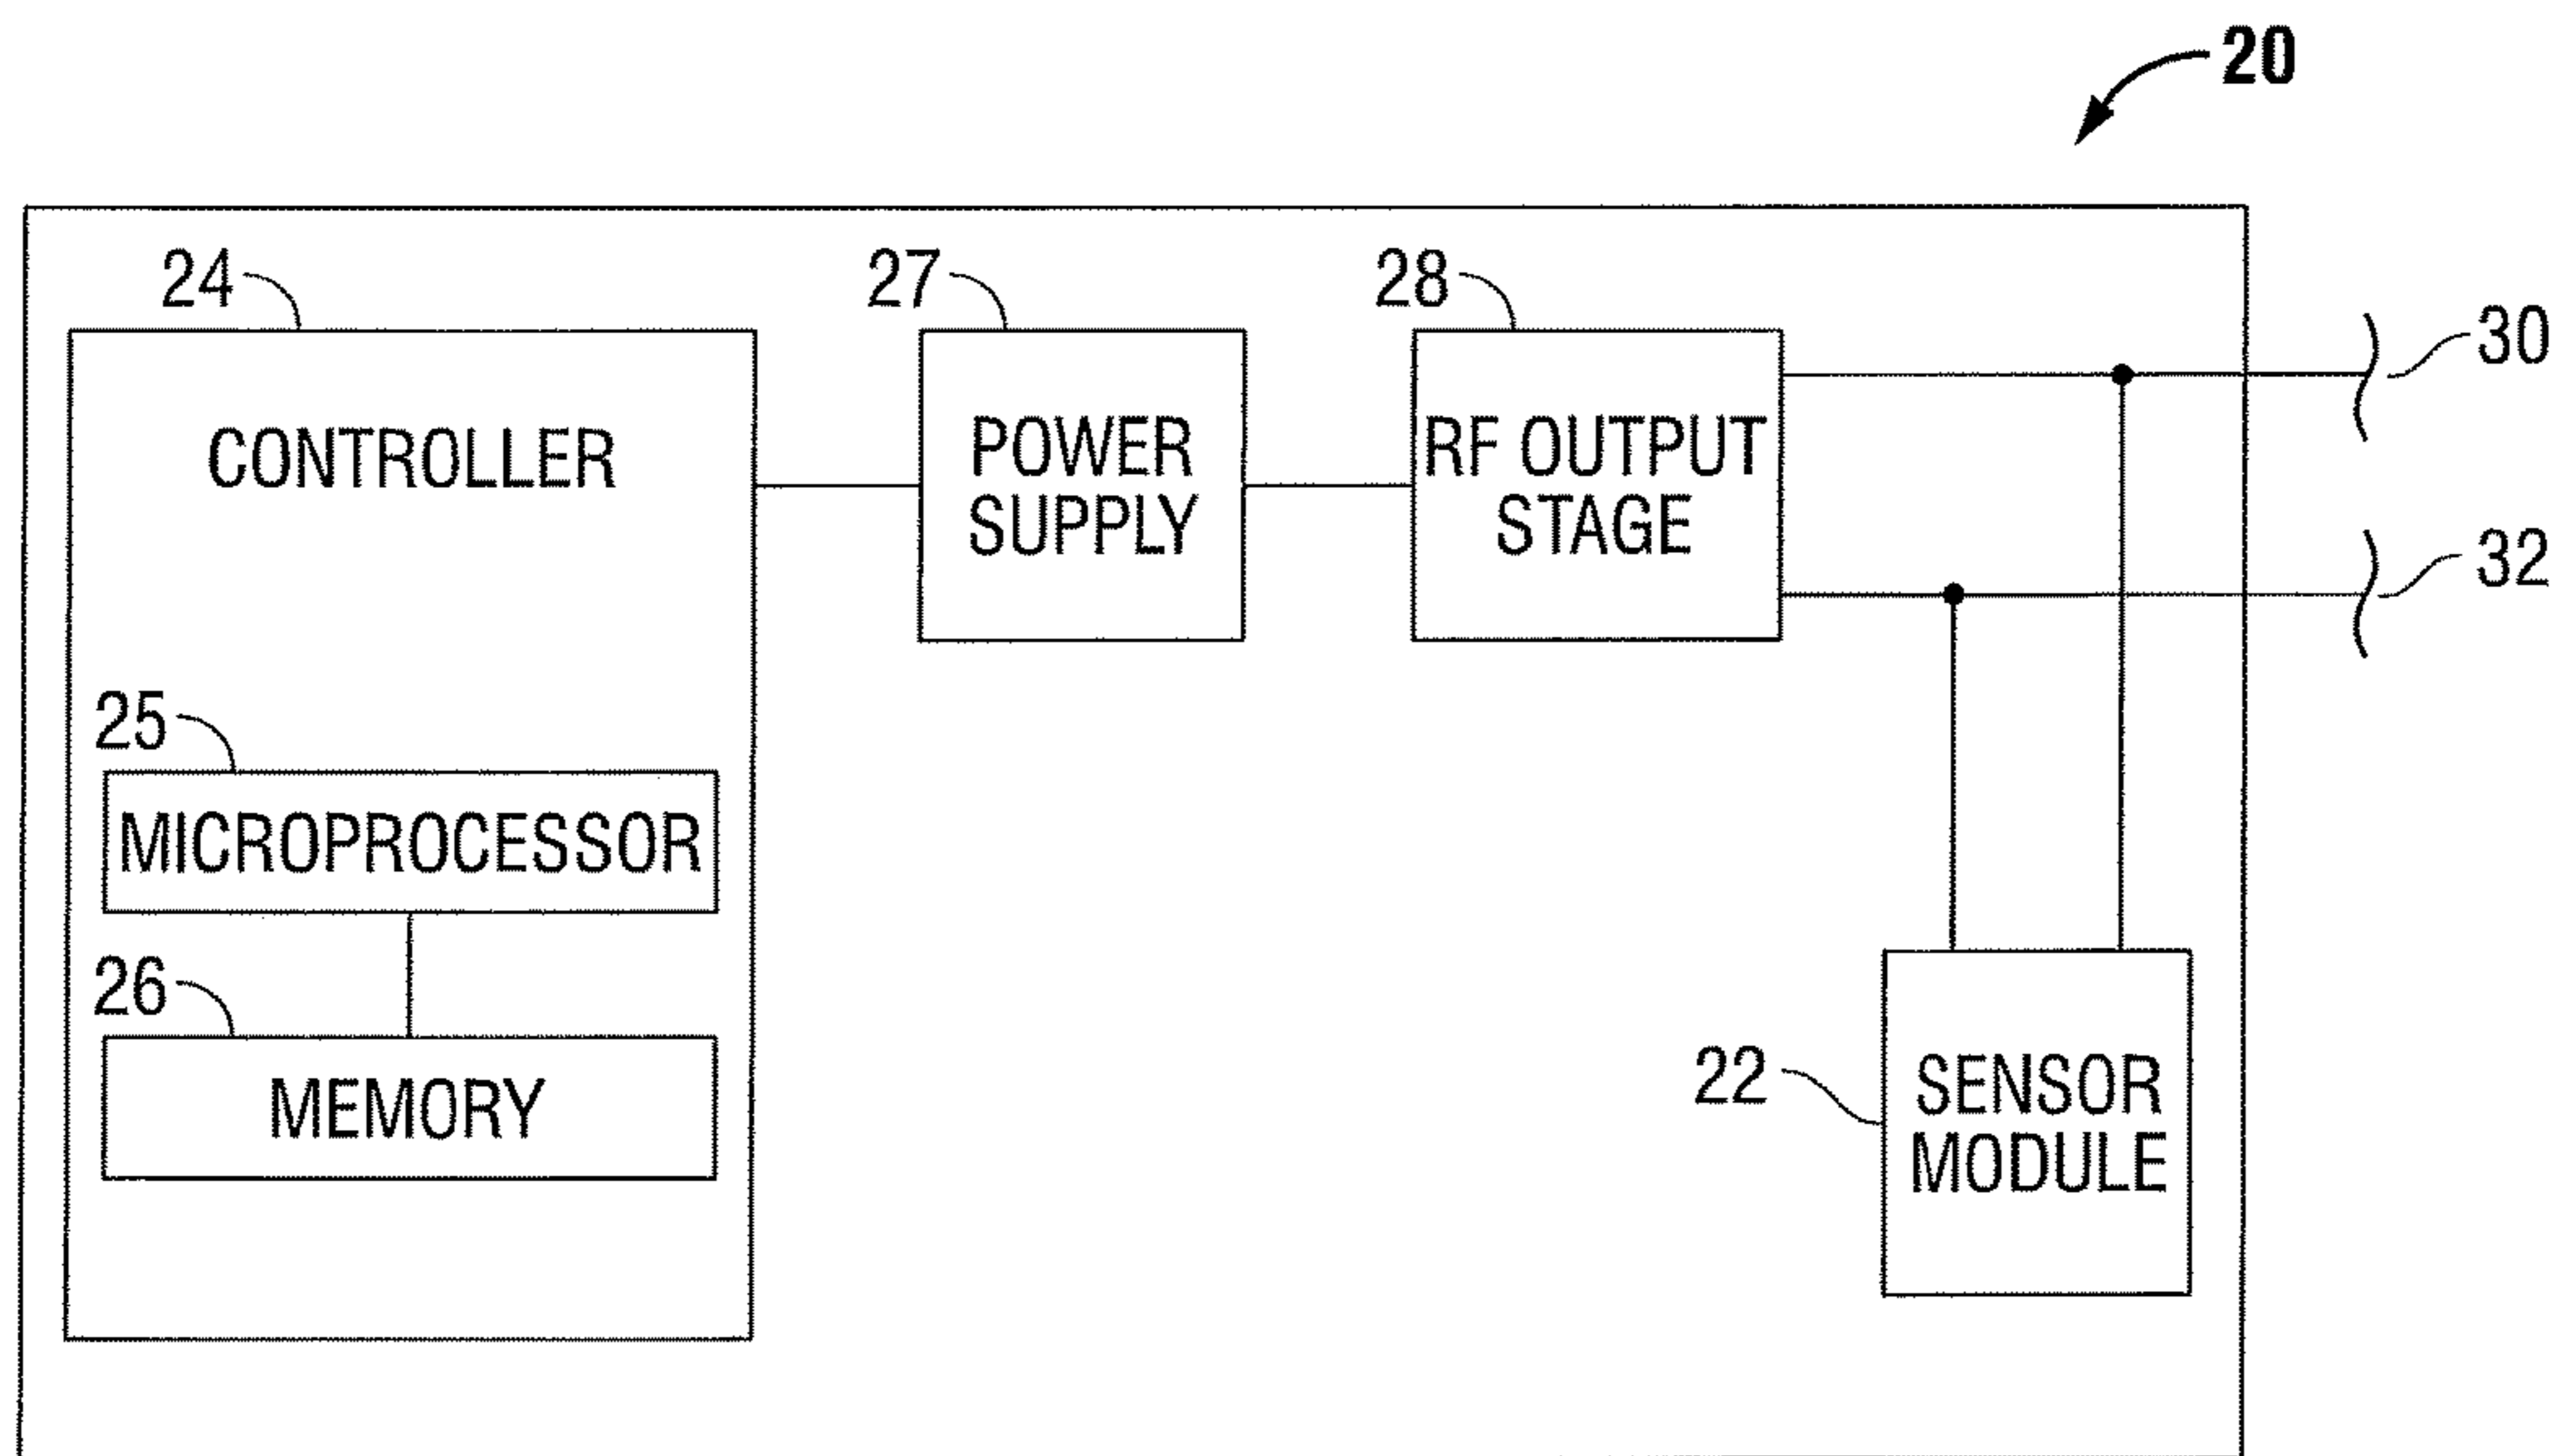 20
24
27
28
30
CONTROLLER
POWER
SUPPLY
RF OUTPUT
STAGE
32
25
MICROPROCESSOR
26
MEMORY
22
SENSOR
MODULE